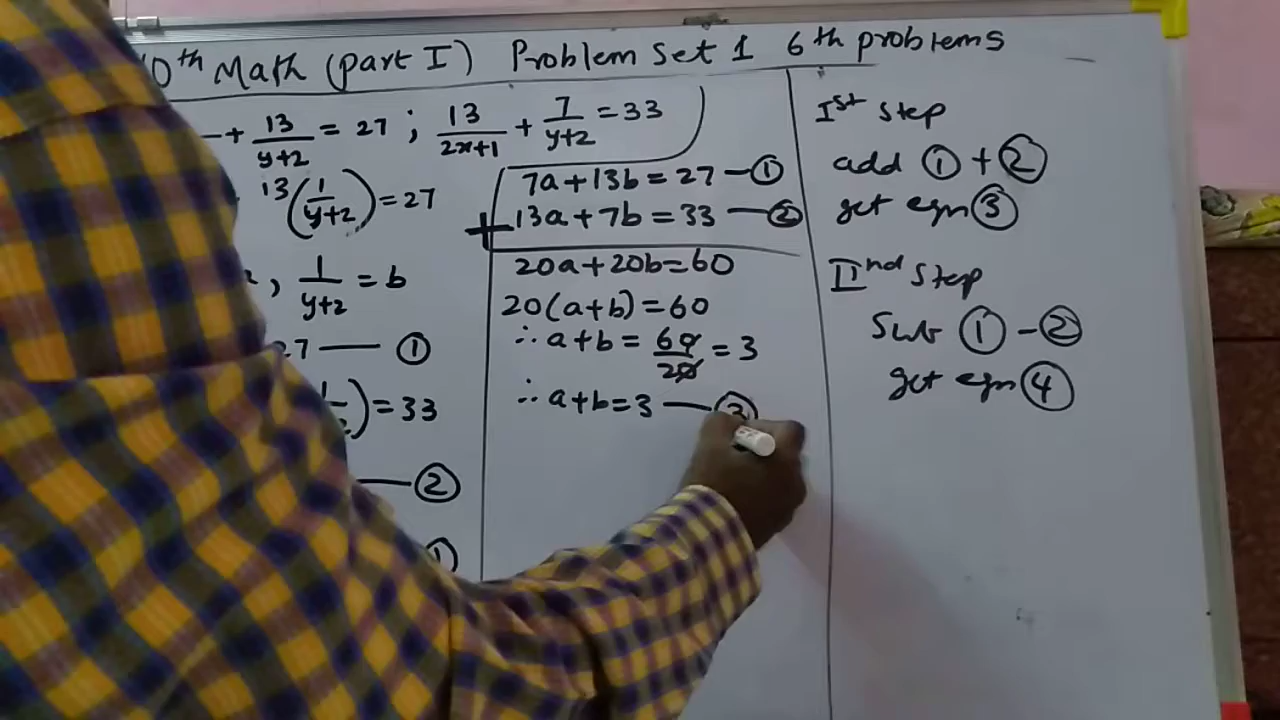 10th Math (part I) Problem Set 1 6th problems
+ 13/y+2 = 27 ; 13/2x+1 + 7/y+2 = 33
13(1/y+2) = 27
, 1/y+2 = b
27 — ①
) = 33
— ②
①
7a+13b = 27 — ①
+ 13a+7b = 33 — ②
20a+20b=60
20(a+b) = 60
∴ a+b = 60/20 = 3
∴ a+b=3 — ③
Ist step
add ① + ②
get eqn ③
IInd step
Sub ① - ②
get eqn ④